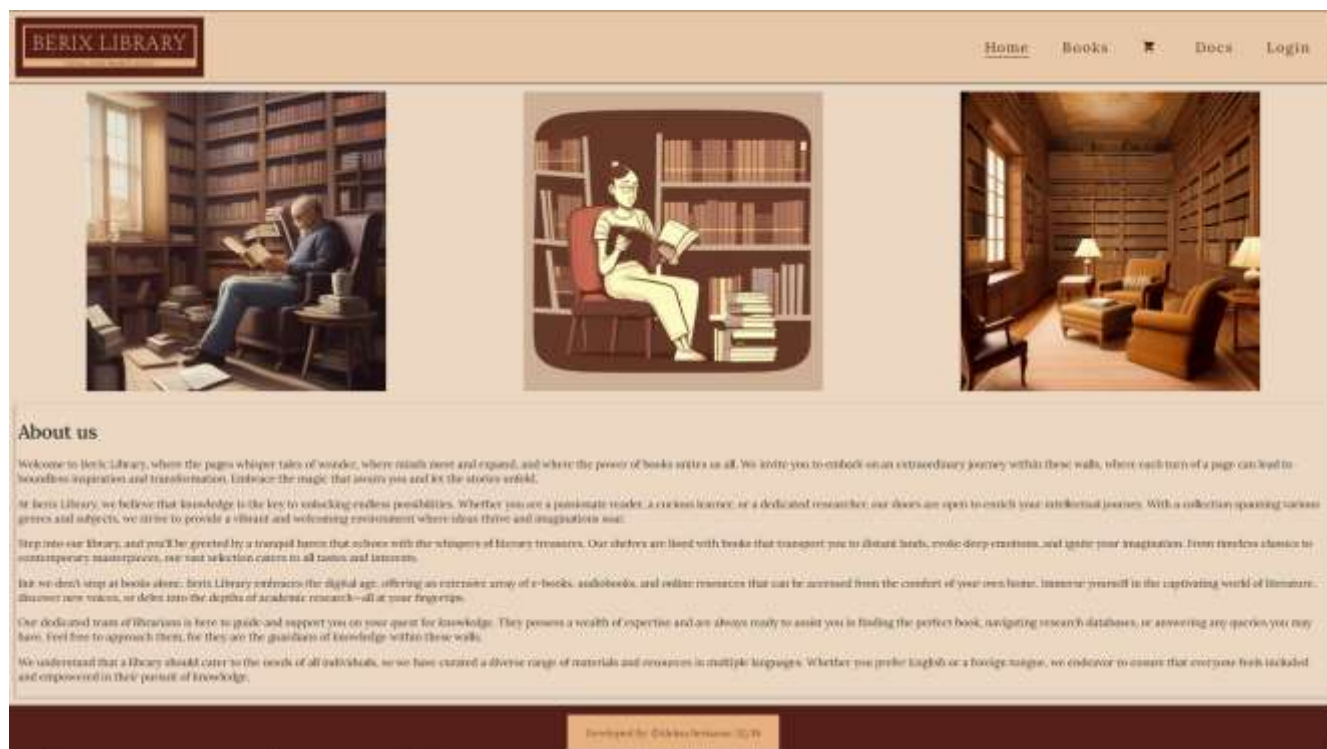 BERIX LIBRARY
Home
Books
Docs
Login
About us
Welcome to Berix Library, where the pages whisper tales of wonder, where minds meet and expand, and where the power of books unites us all. We invite you to embark on an extraordinary journey within these walls, where each turn of a page can lead to
boundless inspiration and transformation. Embrace the magic that awaits you and let the stories unfold.
At Berix Library, we believe that knowledge is the key to unlocking endless possibilities. Whether you are a passionate reader, a curious learner, or a dedicated researcher, our doors are open to enrich your intellectual journey. With a collection spanning various
genres and subjects, we strive to provide a vibrant and welcoming environment where ideas thrive and imaginations soar.
Step into our library, and you'll be greeted by a tranquil haven that echoes with the whispers of literary treasures. Our shelves are lined with books that transport you to distant lands, evoke deep emotions, and ignite your imagination. From timeless classics to
contemporary masterpieces, our vast selection caters to all tastes and interests.
But we don't stop at books alone. Berix Library embraces the digital age, offering an extensive array of e-books, audiobooks, and online resources that can be accessed from the comfort of your own home. Immerse yourself in the captivating world of literature,
discover new voices, or delve into the depths of academic research—all at your fingertips.
Our dedicated team of librarians is here to guide and support you on your quest for knowledge. They possess a wealth of expertise and are always ready to assist you in finding the perfect book, navigating research databases, or answering any queries you may
have. Feel free to approach them, for they are the guardians of knowledge within these walls.
We understand that a library should cater to the needs of all individuals, so we have curated a diverse range of materials and resources in multiple languages. Whether you prefer English or a foreign tongue, we endeavor to ensure that everyone feels included
and empowered in their pursuit of knowledge.
Developed by